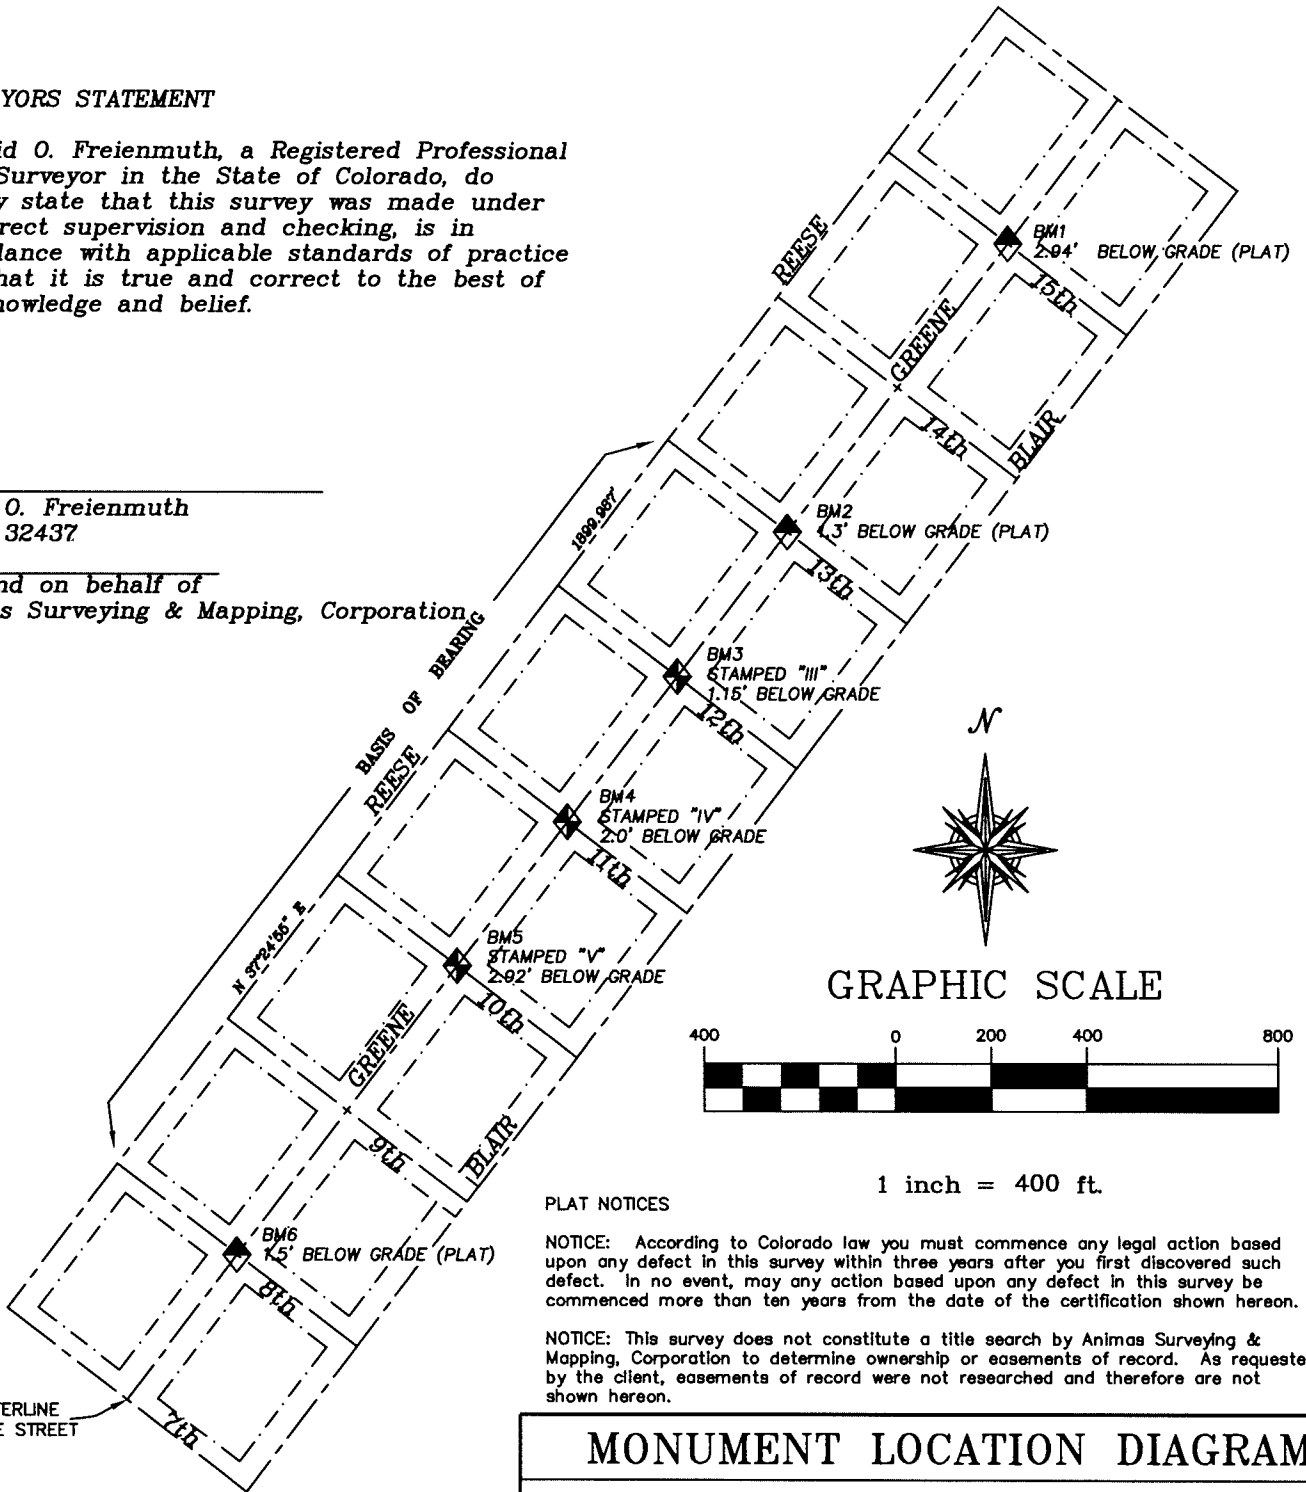 YORS STATEMENT
id O. Freienmuth, a Registered Professional
Surveyor in the State of Colorado, do
y state that this survey was made under
rect supervision and checking, is in
lance with applicable standards of practice
hat it is true and correct to the best of
nowledge and belief.
O. Freienmuth
32437
nd on behalf of
s Surveying & Mapping, Corporation
REESE
BM1
2.94' BELOW GRADE (PLAT)
15th
GREENE
14th
BLAIR
1899.987'
BM2
1.3' BELOW GRADE (PLAT)
13th
BASIS OF BEARING
BM3
STAMPED "III"
1.15' BELOW GRADE
12th
REESE
BM4
STAMPED "IV"
2.0' BELOW GRADE
11th
N 37°24'55" E
BM5
STAMPED "V"
2.92' BELOW GRADE
10th
GREENE
9th
BLAIR
BM6
1.5' BELOW GRADE (PLAT)
8th
7th
TERLINE
E STREET
N
GRAPHIC SCALE
400 0 200 400 800
1 inch = 400 ft.
PLAT NOTICES
NOTICE: According to Colorado law you must commence any legal action based
upon any defect in this survey within three years after you first discovered such
defect. In no event, may any action based upon any defect in this survey be
commenced more than ten years from the date of the certification shown hereon.
NOTICE: This survey does not constitute a title search by Animas Surveying &
Mapping, Corporation to determine ownership or easements of record. As requeste
by the client, easements of record were not researched and therefore are not
shown hereon.
MONUMENT LOCATION DIAGRAM